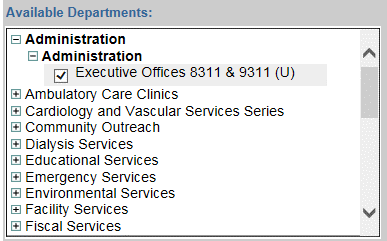 Available Departments:
Administration
Administration
Executive Offices 8311 & 9311 (U)
Ambulatory Care Clinics
Cardiology and Vascular Services Series
Community Outreach
Dialysis Services
Educational Services
Emergency Services
Environmental Services
Facility Services
Fiscal Services